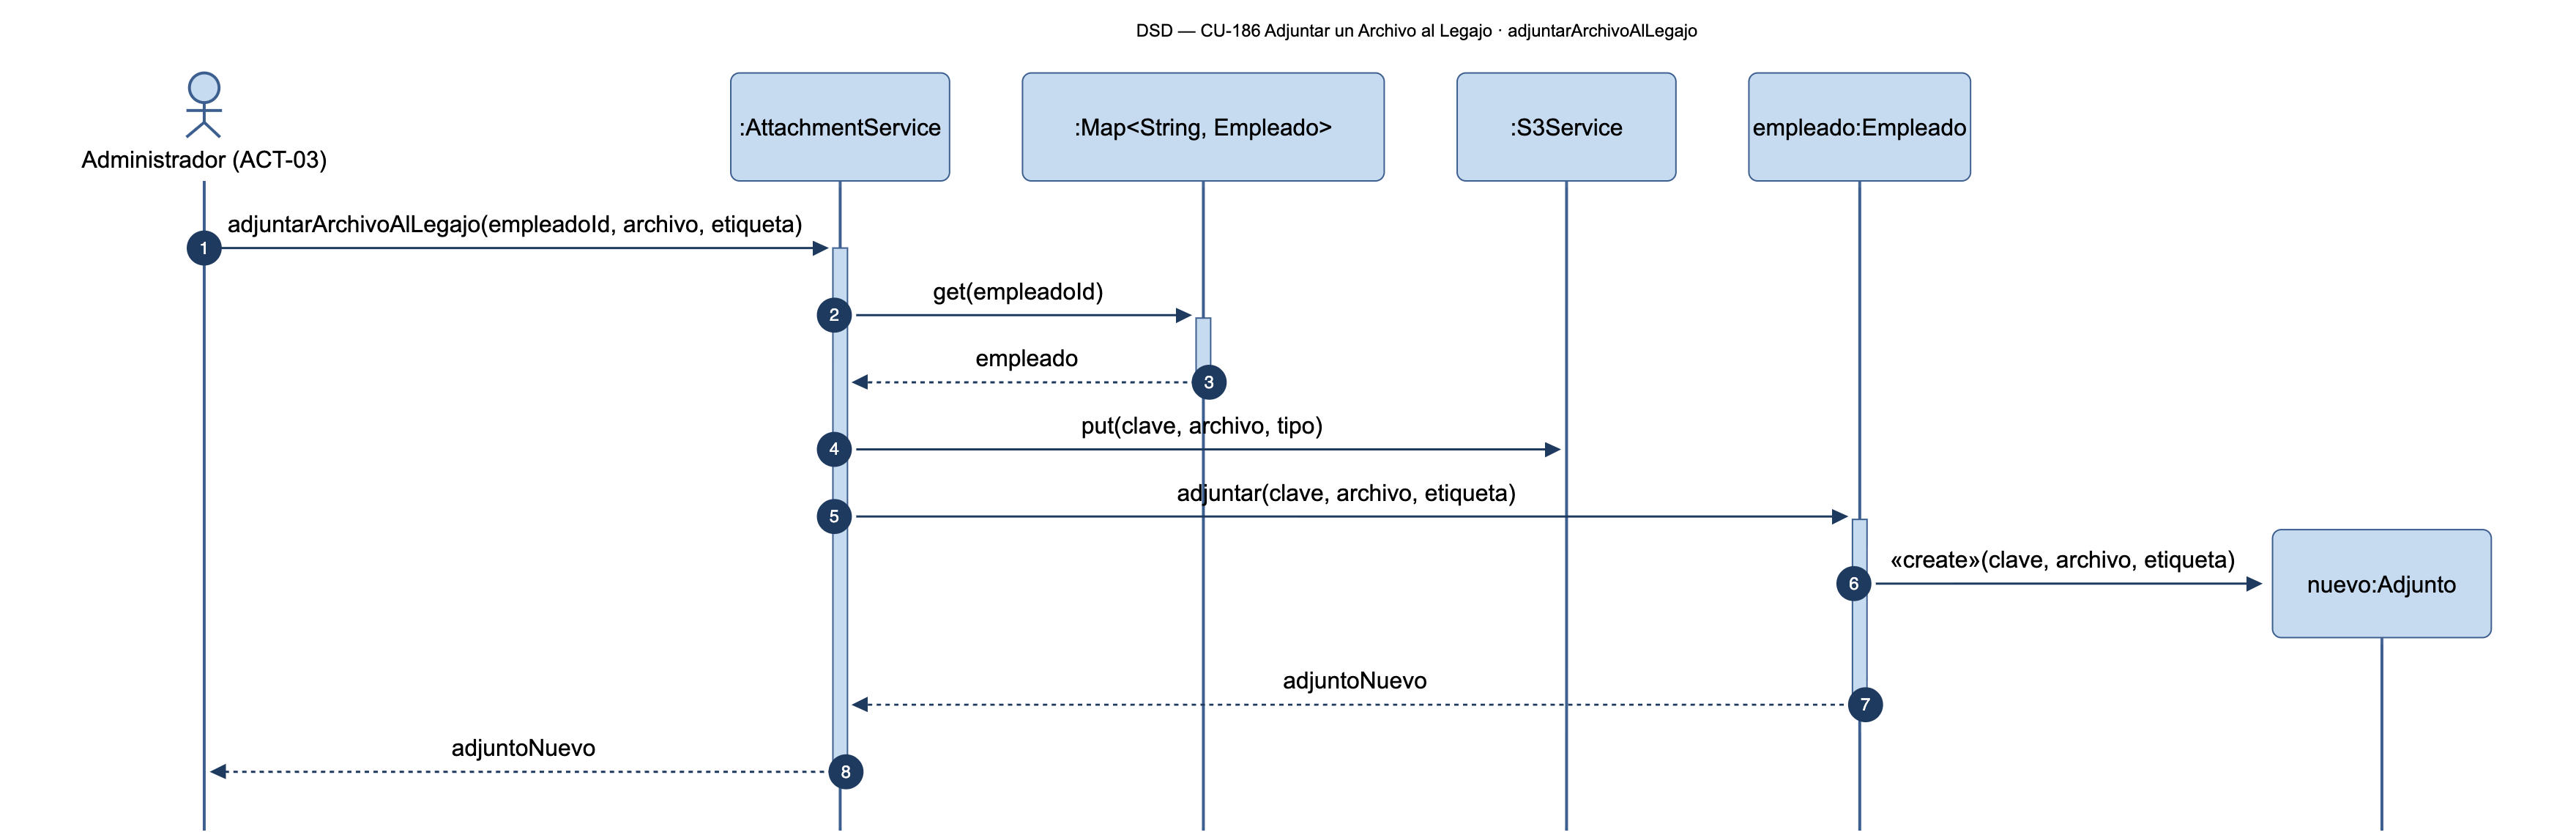 DSD — CU-186 Adjuntar un Archivo al Legajo · adjuntarArchivoAlLegajo
Administrador (ACT-03)
:AttachmentService
:Map<String, Empleado>
:S3Service
empleado:Empleado
adjuntarArchivoAlLegajo(empleadoId, archivo, etiqueta)
1
get(empleadoId)
2
empleado
3
put(clave, archivo, tipo)
4
adjuntar(clave, archivo, etiqueta)
5
«create»(clave, archivo, etiqueta)
6
nuevo:Adjunto
adjuntoNuevo
7
adjuntoNuevo
8